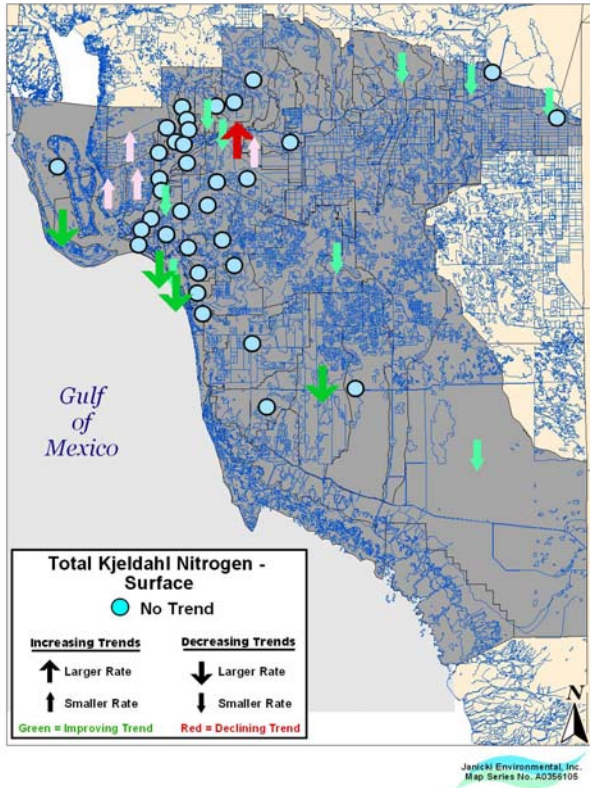 Gulf
of
Mexico
Total Kjeldahl Nitrogen -
Surface
No Trend
Increasing Trends
Decreasing Trends
Larger Rate
Larger Rate
Smaller Rate
Smaller Rate
Green = Improving Trend
Red = Declining Trend
N
Janicki Environmental, Inc.
Map Series No. A0356105